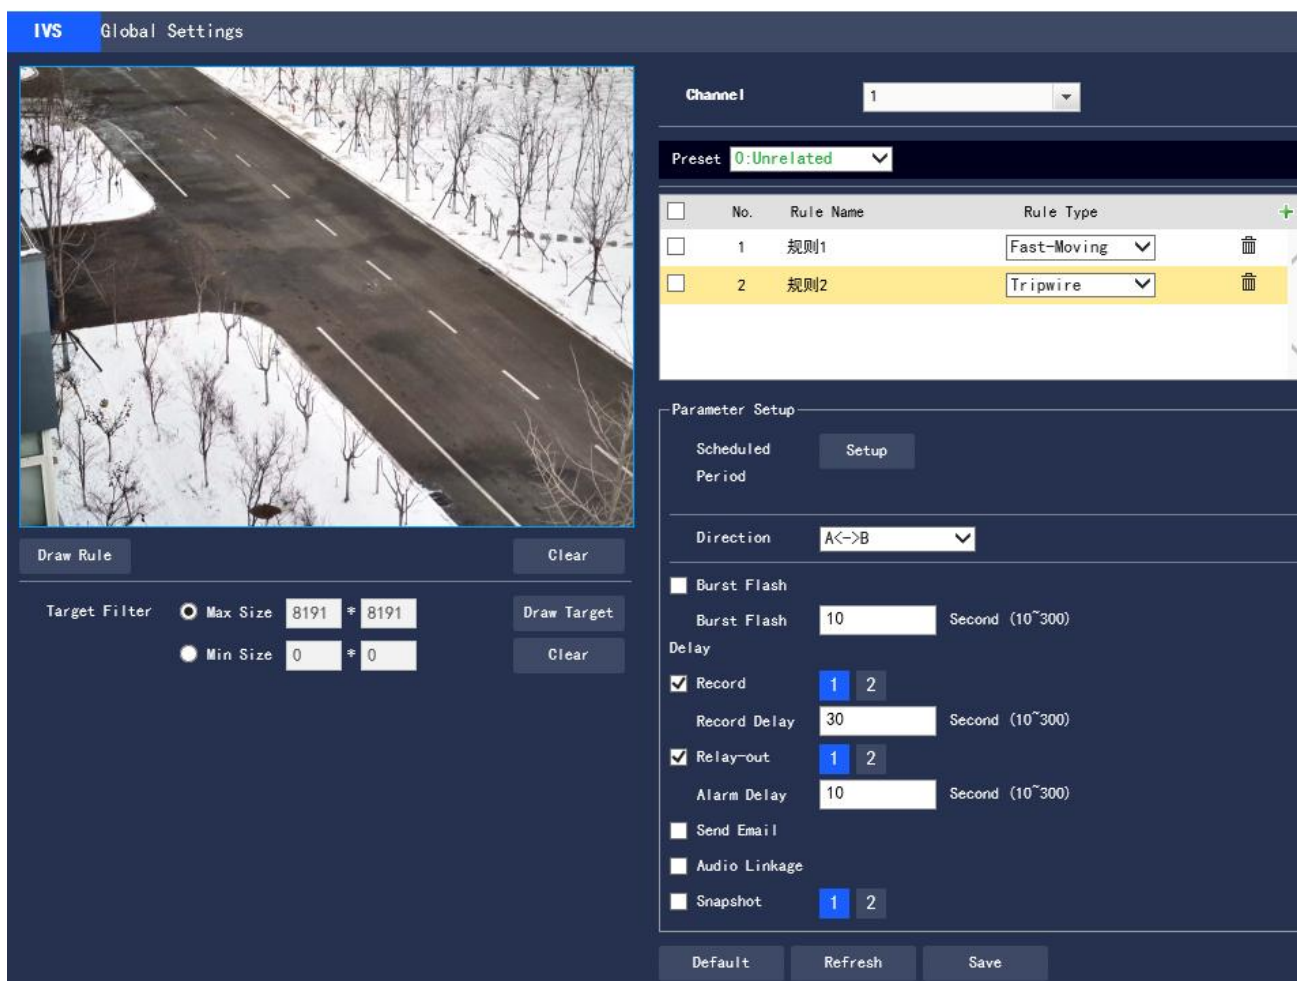 IVS Global Settings
Channel 1
Preset 0:Unrelated
No. Rule Name Rule Type
1 规则1 Fast-Moving
2 规则2 Tripwire
Parameter Setup
Scheduled Period Setup
Direction A<->B
Burst Flash
Burst Flash Delay 10 Second (10~300)
Record 1 2
Record Delay 30 Second (10~300)
Relay-out 1 2
Alarm Delay 10 Second (10~300)
Send Email
Audio Linkage
Snapshot 1 2
Default Refresh Save
Draw Rule Clear
Target Filter Max Size 8191 * 8191 Draw Target
Min Size 0 * 0 Clear